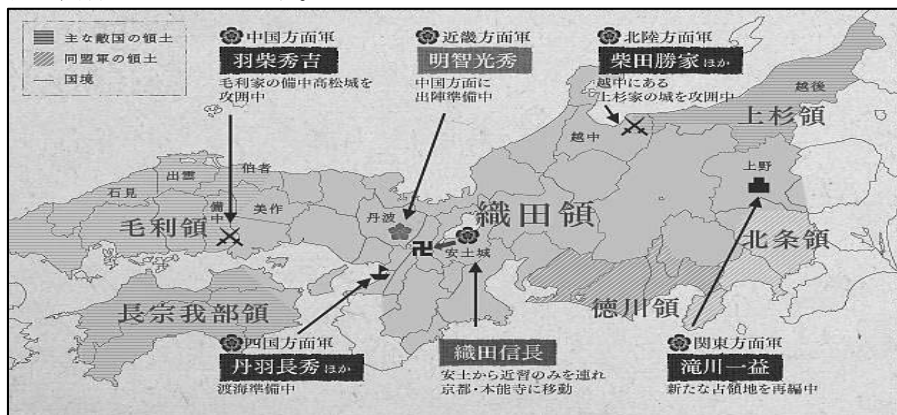 主な敵国の領土
同盟軍の領土
国境
中国方面軍
羽柴秀吉
毛利家の備中高松城を
攻囲中
近畿方面軍
明智光秀
中国方面に
出陣準備中
北陸方面軍
柴田勝家 ほか
越中にある
上杉家の城を攻囲中
越後
上杉領
越中
上野
伯耆
出雲
石見
備中
美作
丹波
毛利領
織田領
安土城
北条領
徳川領
長宗我部領
四国方面軍
丹羽長秀 ほか
渡海準備中
織田信長
安土から近習のみを連れ
京都・本能寺に移動
関東方面軍
滝川一益
新たな占領地を再編中